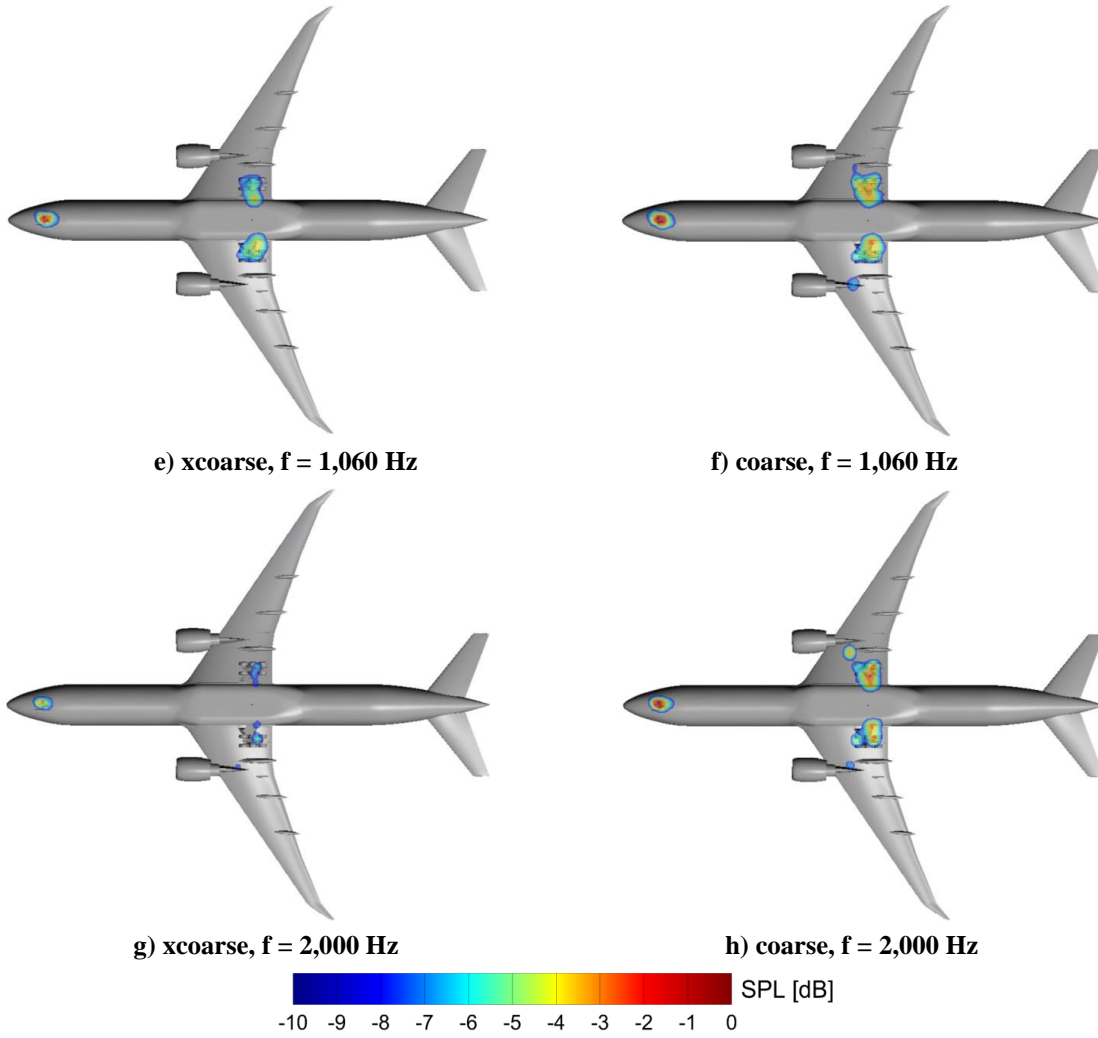 e) xcoarse, f = 1,060 Hz
f) coarse, f = 1,060 Hz
g) xcoarse, f = 2,000 Hz
h) coarse, f = 2,000 Hz
SPL [dB]
-10 -9 -8 -7 -6 -5 -4 -3 -2 -1 0